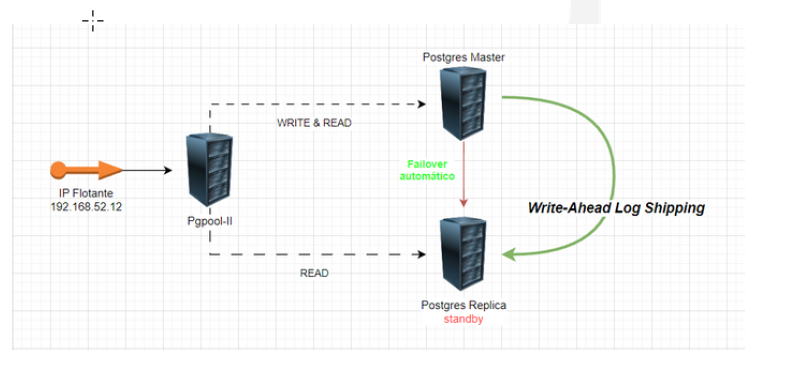 Postgres Master
WRITE & READ
Failover
automático
IP Flotante
192.168.52.12
Pgpool-II
Write-Ahead Log Shipping
READ
Postgres Replica
standby